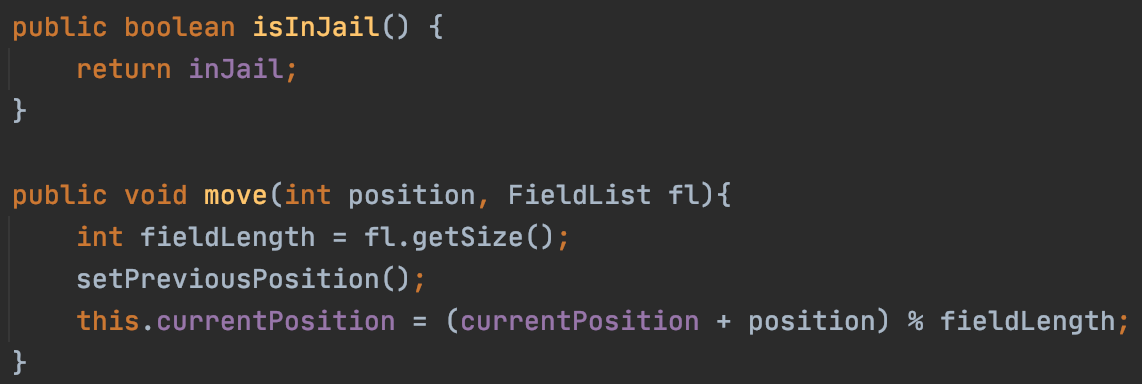 public boolean isInJail() {
    return inJail;
}

public void move(int position, FieldList fl){
    int fieldLength = fl.getSize();
    setPreviousPosition();
    this.currentPosition = (currentPosition + position) % fieldLength;
}